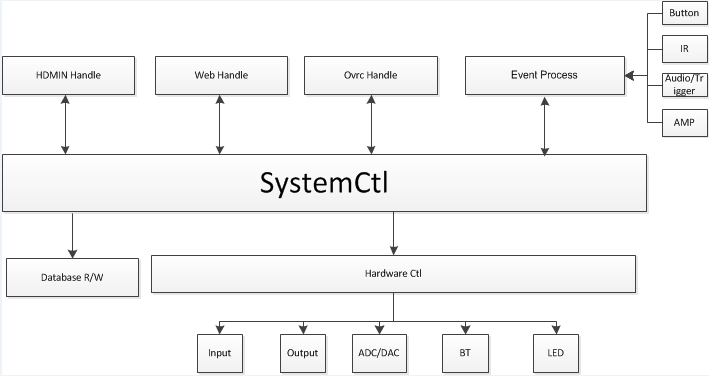 Button
IR
Audio/Tr
igger
AMP
HDMIN Handle
Web Handle
Ovrc Handle
Event Process
SystemCtl
Database R/W
Hardware Ctl
Input
Output
ADC/DAC
BT
LED